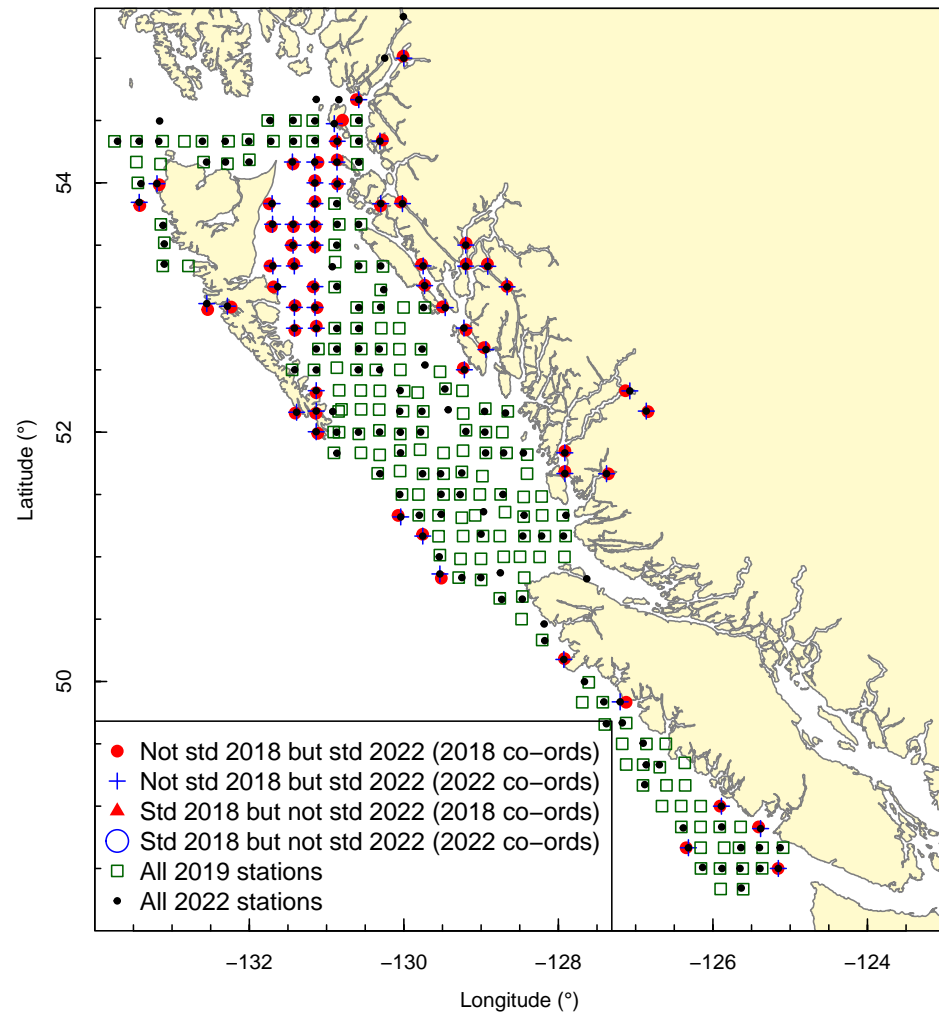 54
52
50
Latitude (°)
Not std 2018 but std 2022 (2018 co−ords)
Not std 2018 but std 2022 (2022 co−ords)
Std 2018 but not std 2022 (2018 co−ords)
Std 2018 but not std 2022 (2022 co−ords)
All 2019 stations
All 2022 stations
−132 −130 −128 −126 −124
Longitude (°)